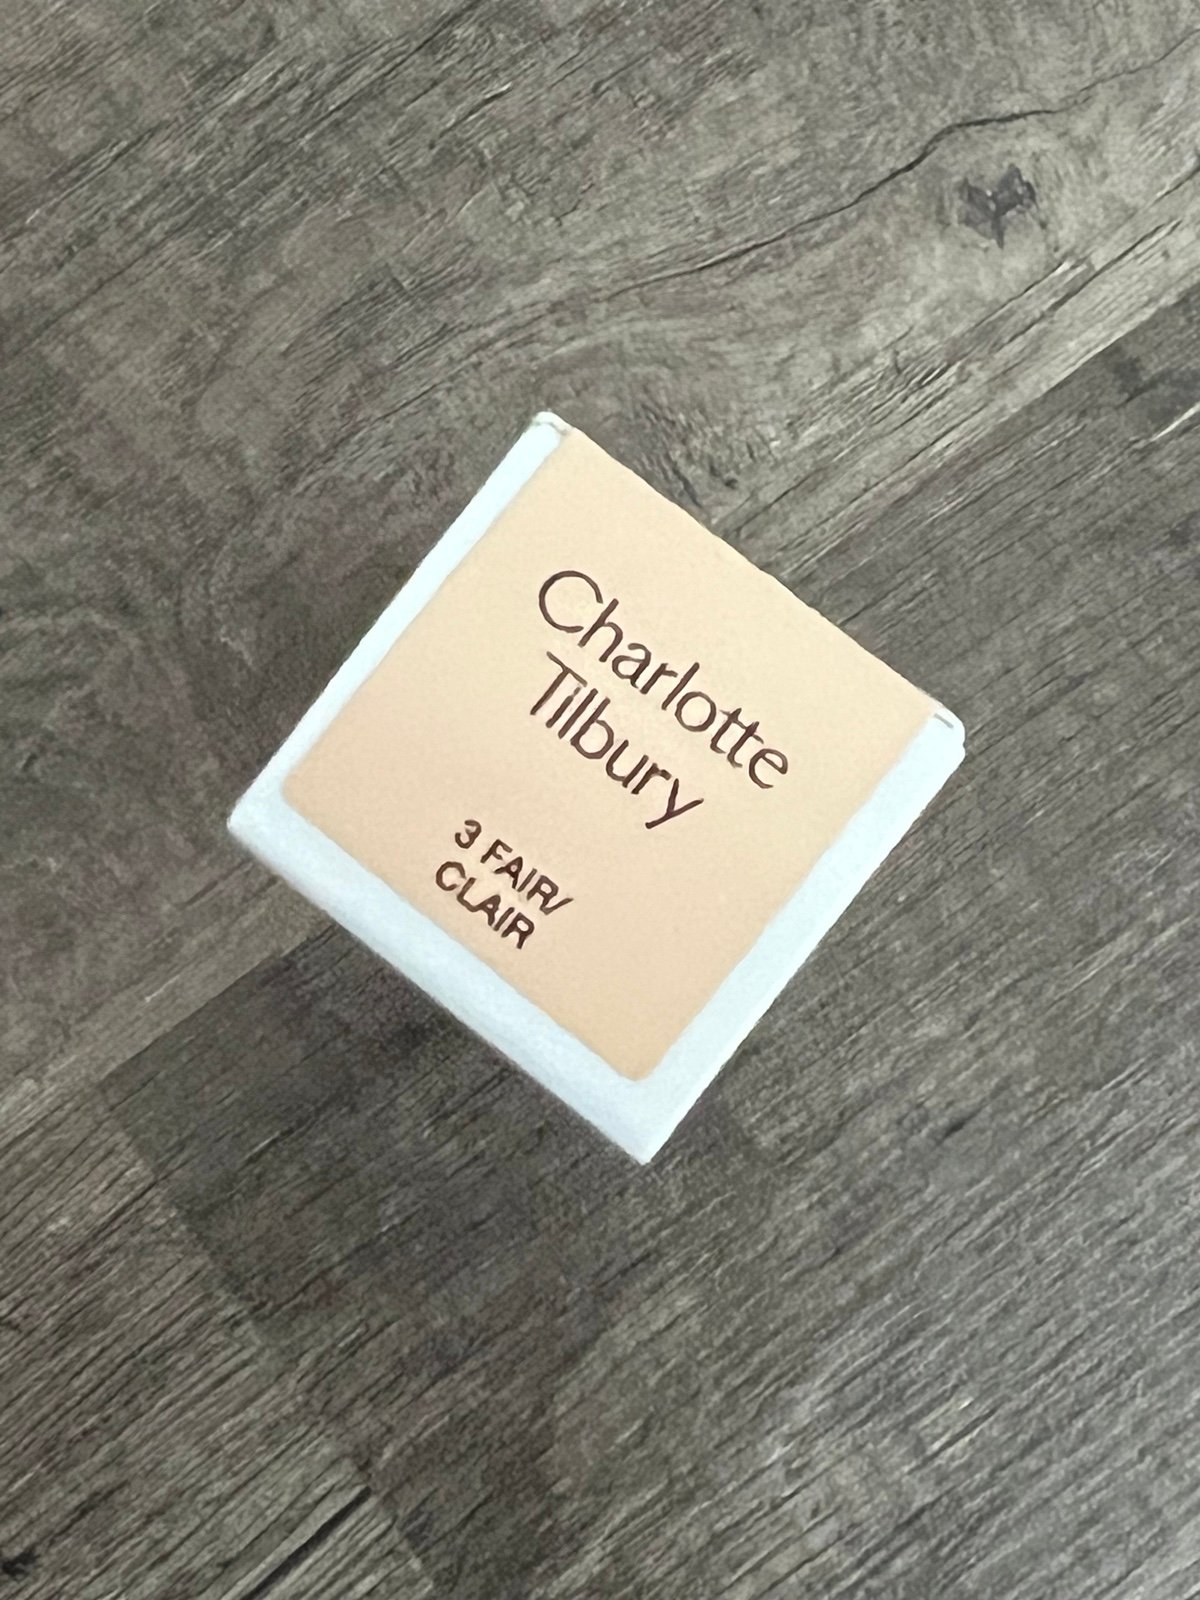 Charlotte
Tilbury
3 FAIR/
CLAIR